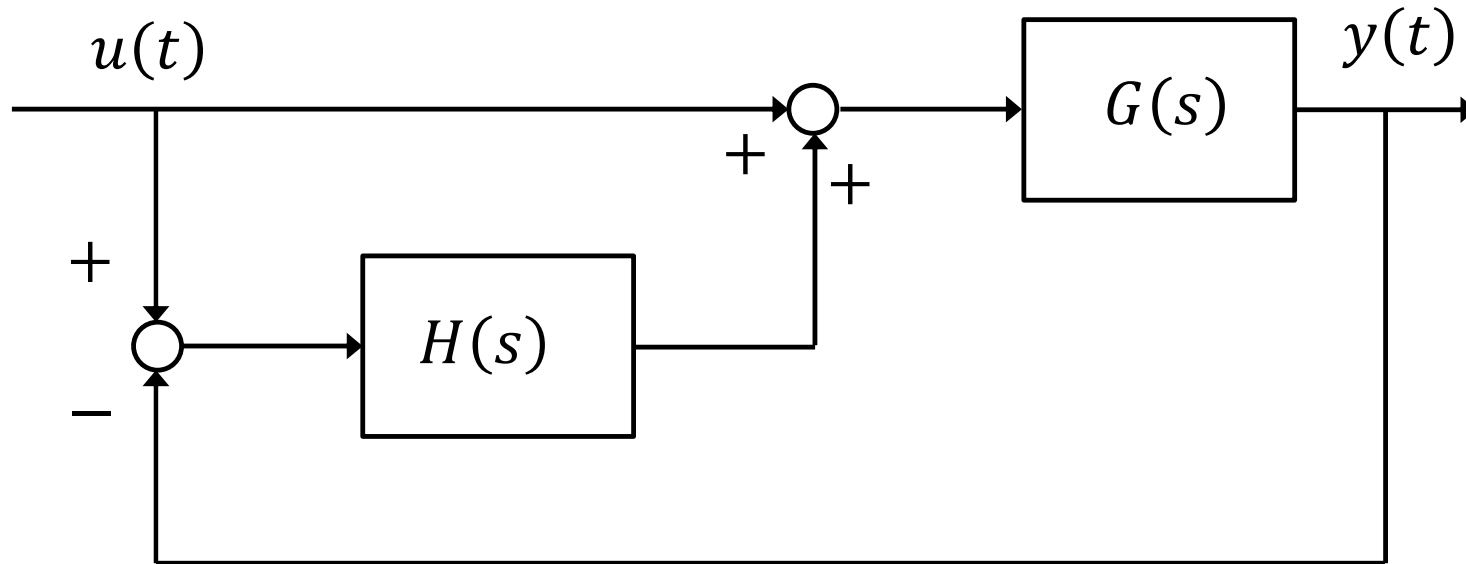 u(t)
y(t)
G(s)
+
+
+
H(s)
−